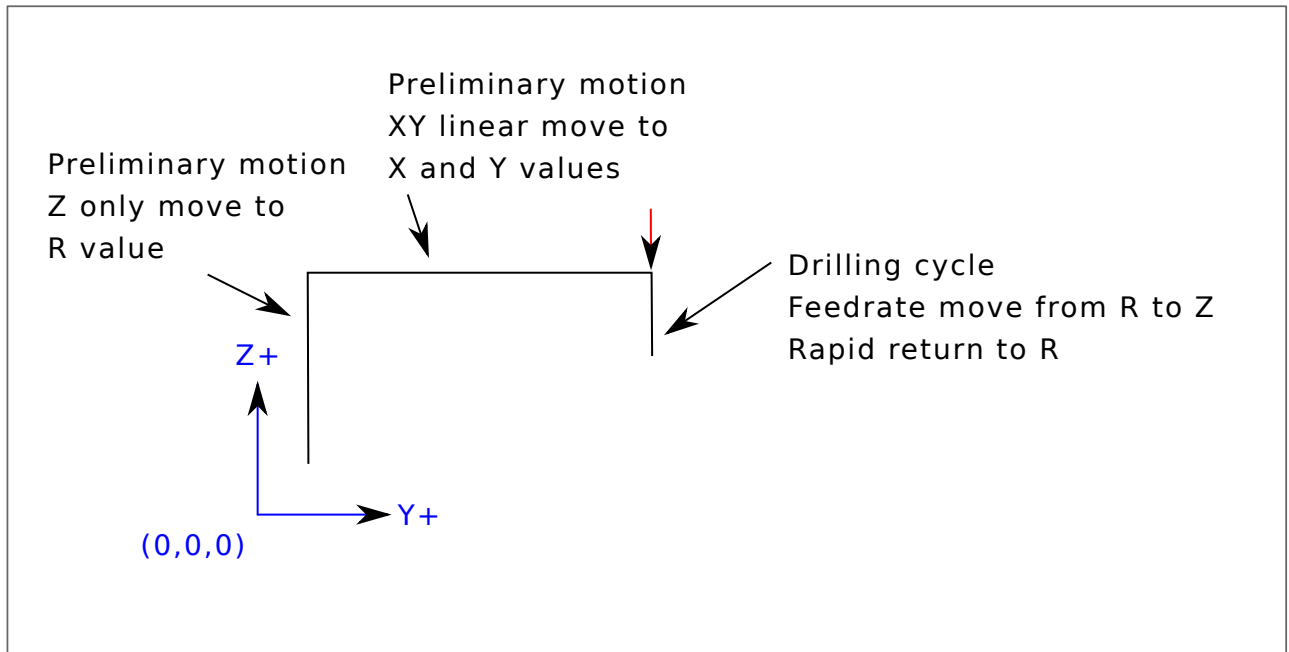 Preliminary motion
XY linear move to
X and Y values
Preliminary motion
Z only move to
R value
Drilling cycle
Feedrate move from R to Z
Rapid return to R
Z+
Y+
(0,0,0)